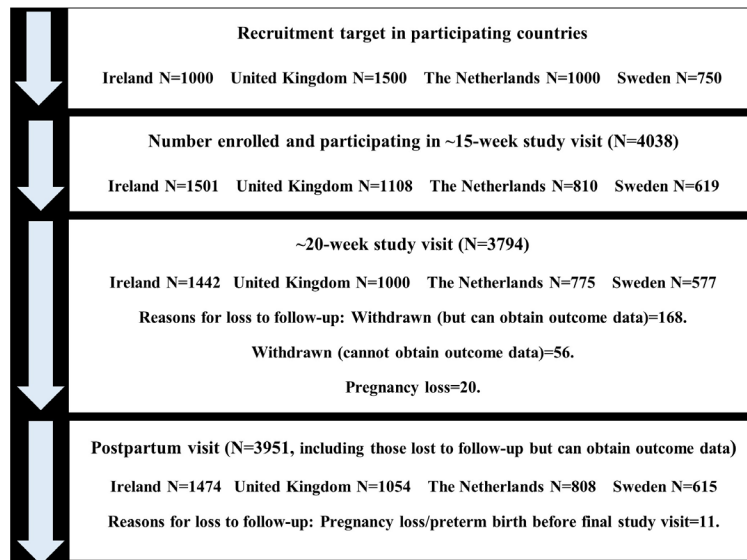 Recruitment target in participating countries
Ireland N=1000 United Kingdom N=1500 The Netherlands N=1000 Sweden N=750
Number enrolled and participating in ~15-week study visit (N=4038)
Ireland N=1501 United Kingdom N=1108 The Netherlands N=810 Sweden N=619
~20-week study visit (N=3794)
Ireland N=1442 United Kingdom N=1000 The Netherlands N=775 Sweden N=577
Reasons for loss to follow-up: Withdrawn (but can obtain outcome data)=168.
Withdrawn (cannot obtain outcome data)=56.
Pregnancy loss=20.
Postpartum visit (N=3951, including those lost to follow-up but can obtain outcome data)
Ireland N=1474 United Kingdom N=1054 The Netherlands N=808 Sweden N=615
Reasons for loss to follow-up: Pregnancy loss/preterm birth before final study visit=11.